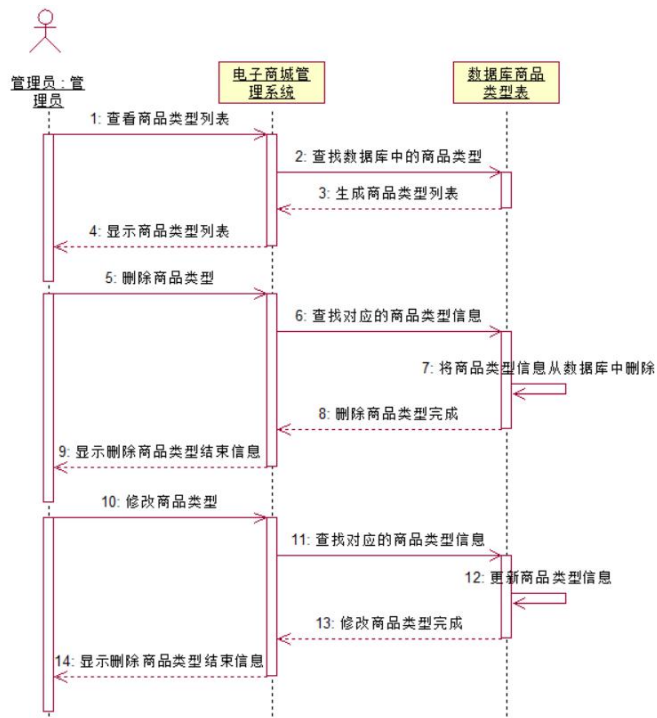 管理员 : 管
理员
电子商城管
理系统
数据库商品
类型表
1: 查看商品类型列表
2: 查找数据库中的商品类型
3: 生成商品类型列表
4: 显示商品类型列表
5: 删除商品类型
6: 查找对应的商品类型信息
7: 将商品类型信息从数据库中删除
8: 删除商品类型完成
9: 显示删除商品类型结束信息
10: 修改商品类型
11: 查找对应的商品类型信息
12: 更新商品类型信息
13: 修改商品类型完成
14: 显示删除商品类型结束信息